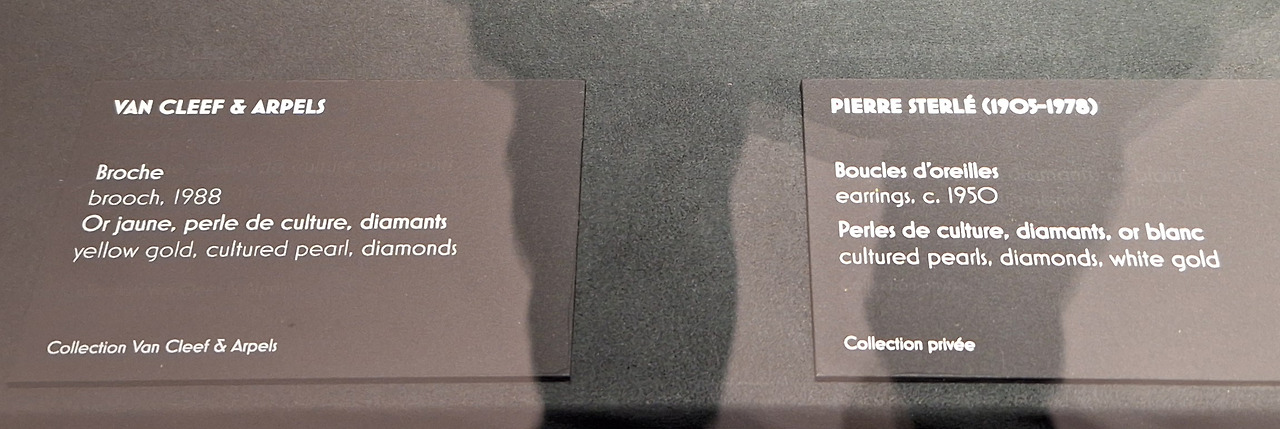 VAN CLEEF & ARPELS
Broche
brooch, 1988
Or jaune, perle de culture, diamants
yellow gold, cultured pearl, diamonds
Collection Van Cleef & Arpels
PIERRE STERLÉ (1905-1978)
Boucles d'oreilles
earrings, c. 1950
Perles de culture, diamants, or blanc
cultured pearls, diamonds, white gold
Collection privée